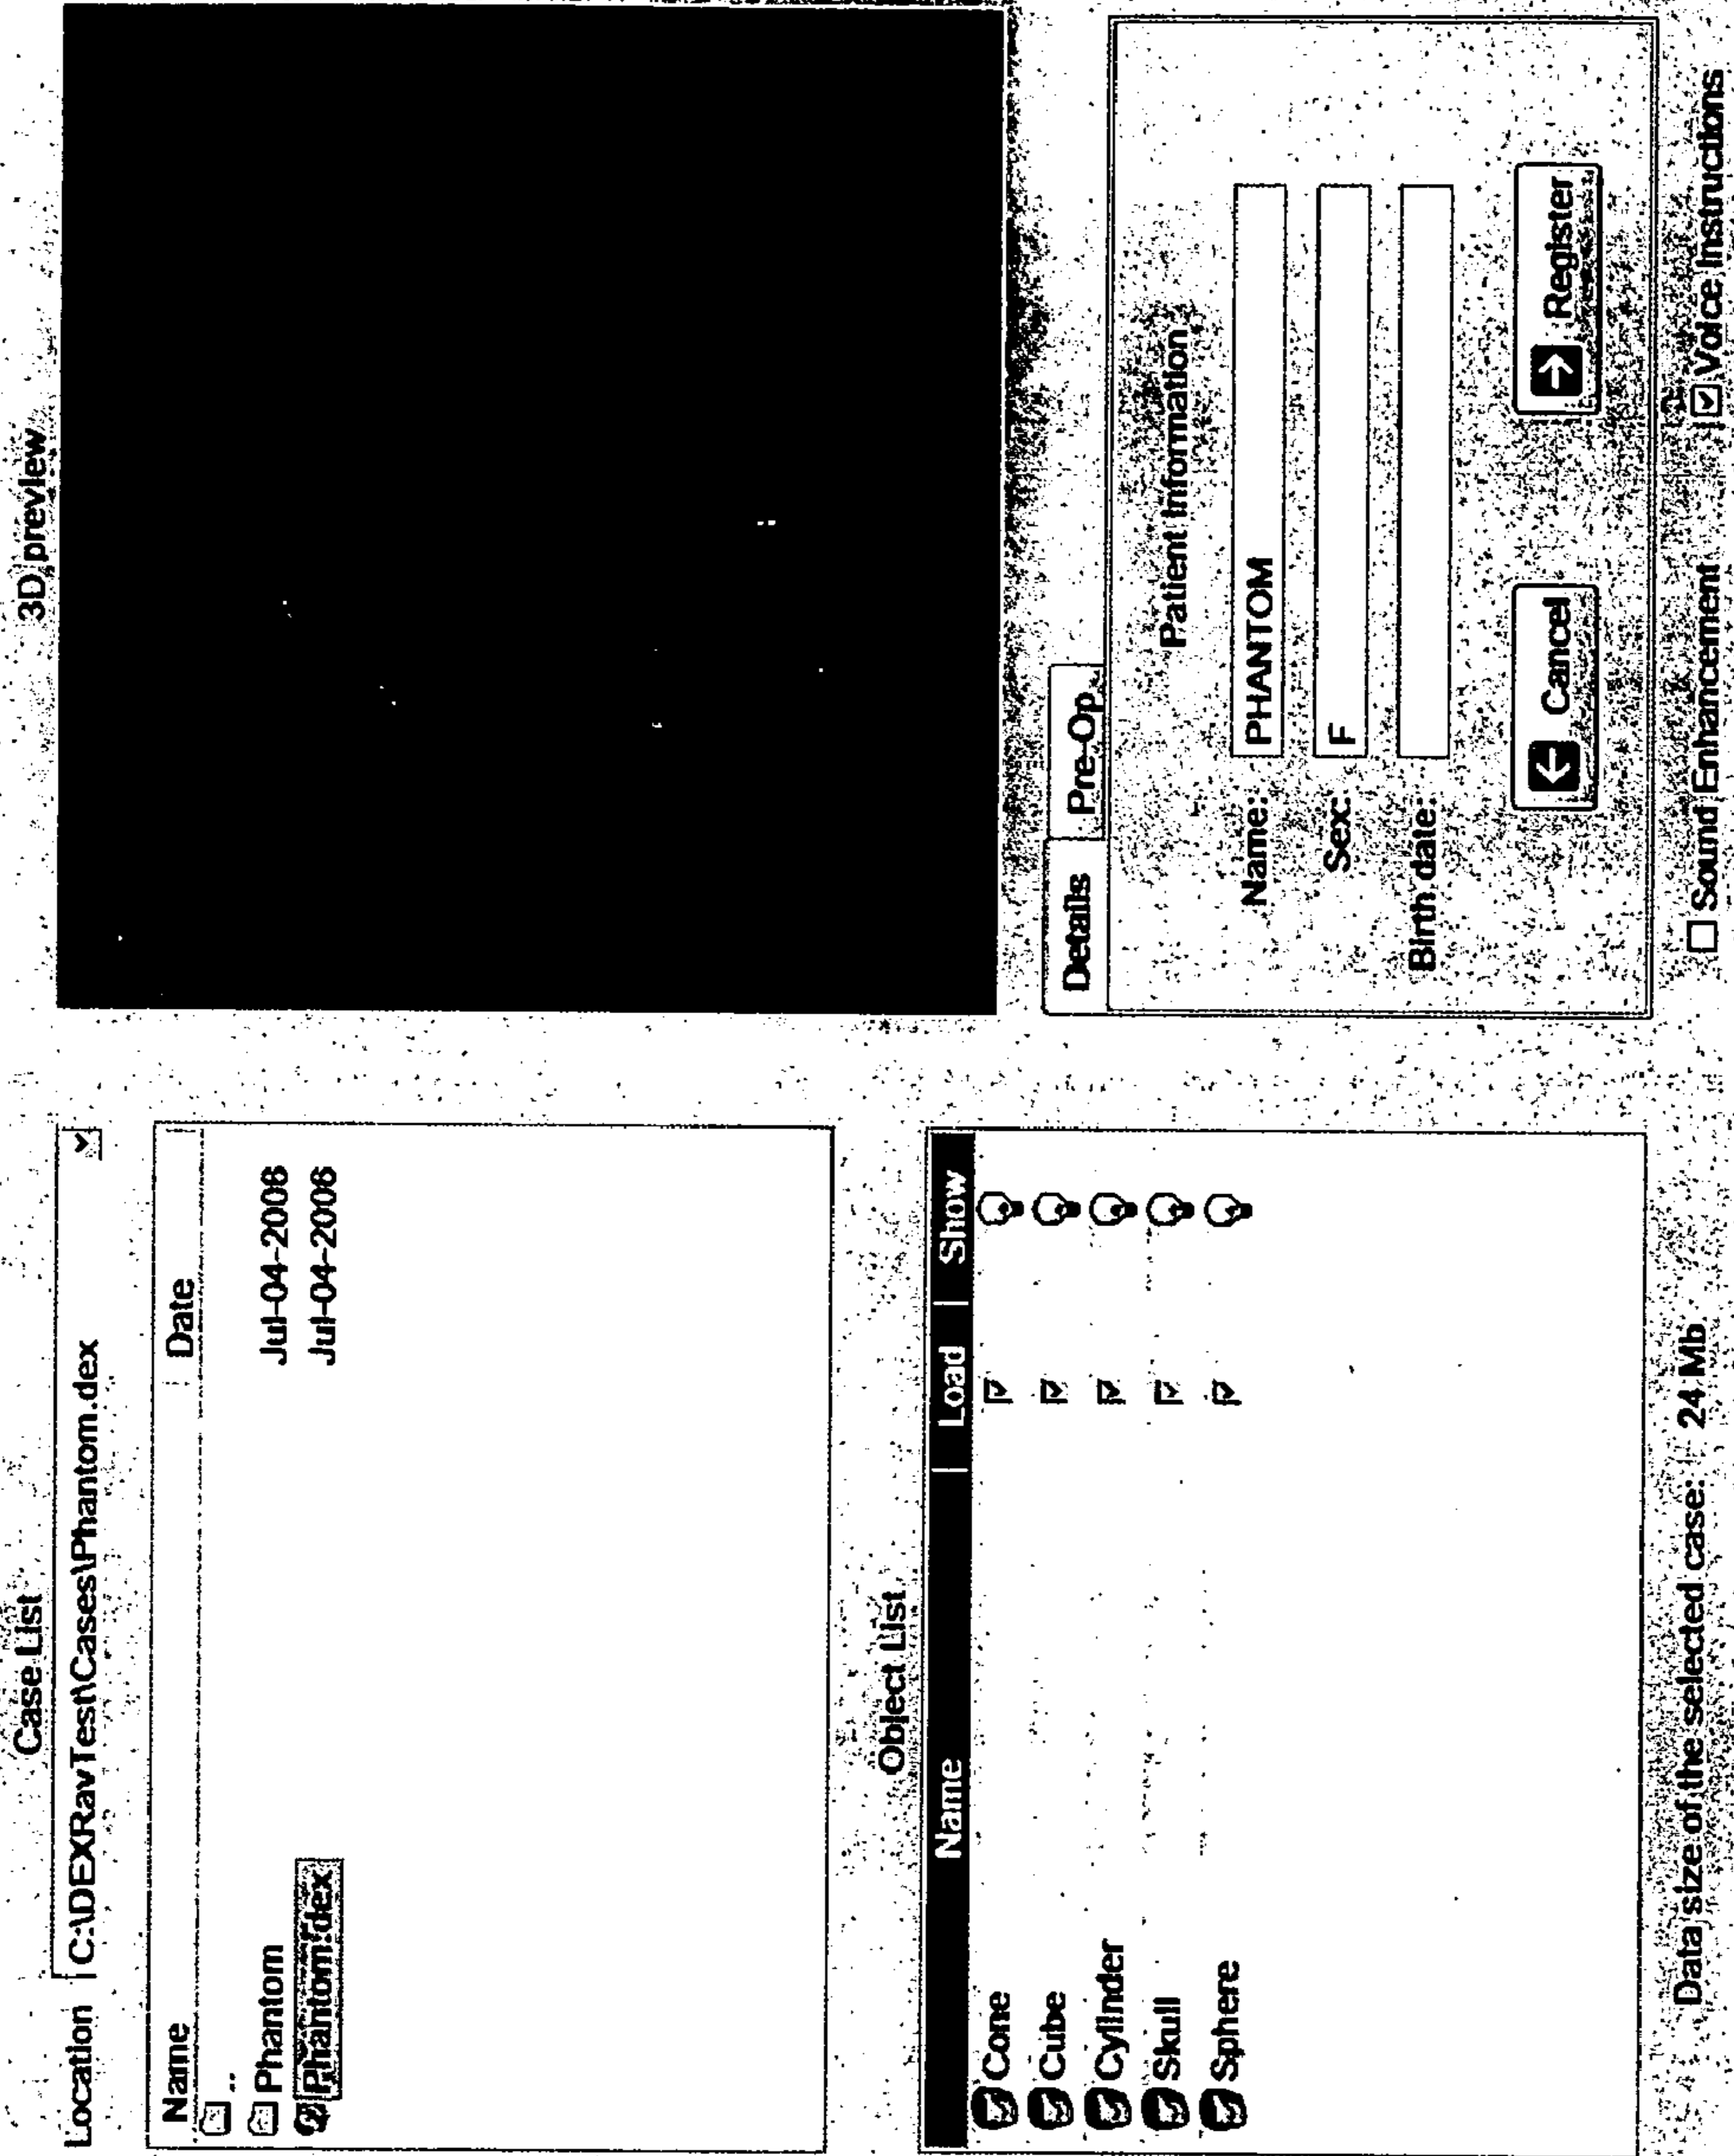 Case List
Location C:\DEXRavTest\Cases\Phantom.dex
Name Date
..
Phantom Jul-04-2006
Phantom.dex Jul-04-2006
Object List
Name Load Show
Cone
Cube
Cylinder
Skull
Sphere
Data size of the selected case: 24 Mb
3D preview
Details Pre-Op
Patient Information
Name: PHANTOM
Sex: F
Birth date:
Cancel Register
Sound Enhancement Voice Instructions